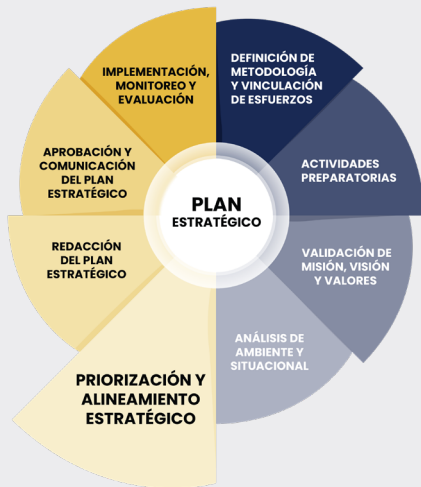 PLAN
ESTRATÉGICO
DEFINICIÓN DE
METODOLOGÍA
Y VINCULACIÓN
DE ESFUERZOS
ACTIVIDADES
PREPARATORIAS
VALIDACIÓN DE
MISIÓN, VISIÓN
Y VALORES
ANÁLISIS DE
AMBIENTE Y
SITUACIONAL
PRIORIZACIÓN Y
ALINEAMIENTO
ESTRATÉGICO
REDACCIÓN
DEL PLAN
ESTRATÉGICO
APROBACIÓN Y
COMUNICACIÓN
DEL PLAN
ESTRATÉGICO
IMPLEMENTACIÓN,
MONITOREO Y
EVALUACIÓN